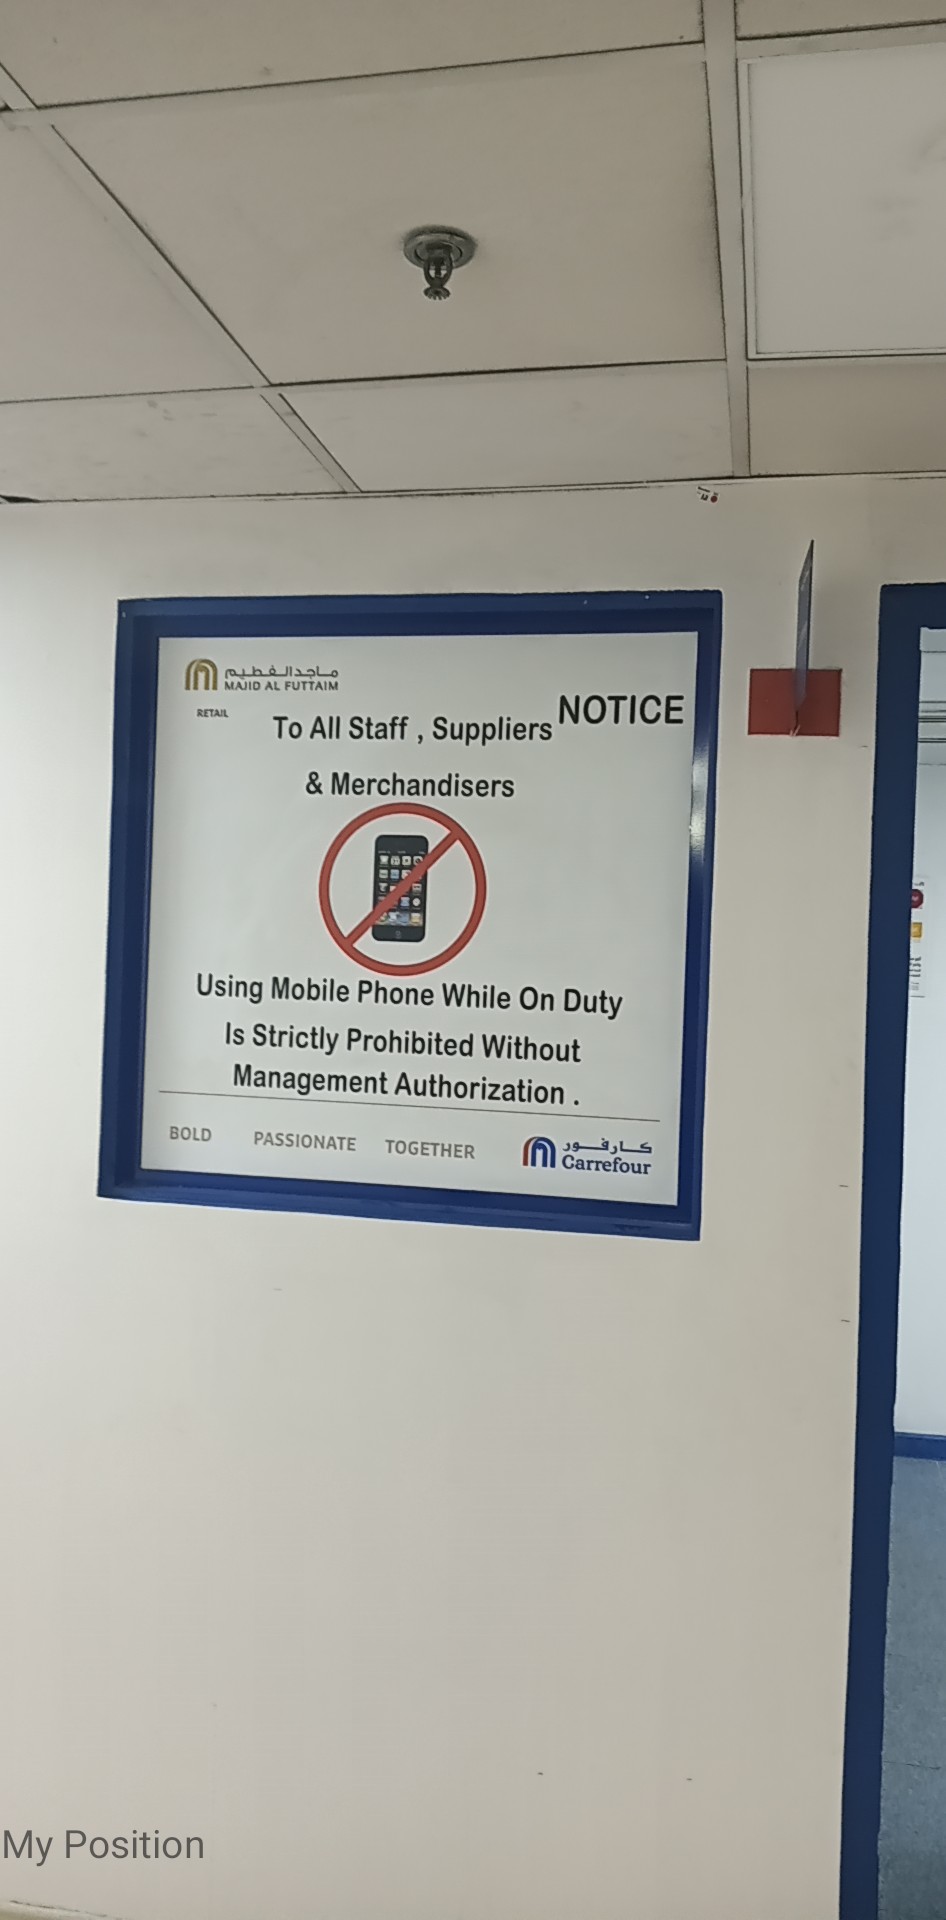 ماجد الفطيم
MAJID AL FUTTAIM
RETAIL
NOTICE
To All Staff , Suppliers
& Merchandisers
Using Mobile Phone While On Duty
Is Strictly Prohibited Without
Management Authorization .
BOLD PASSIONATE TOGETHER
كارفور
Carrefour
My Position